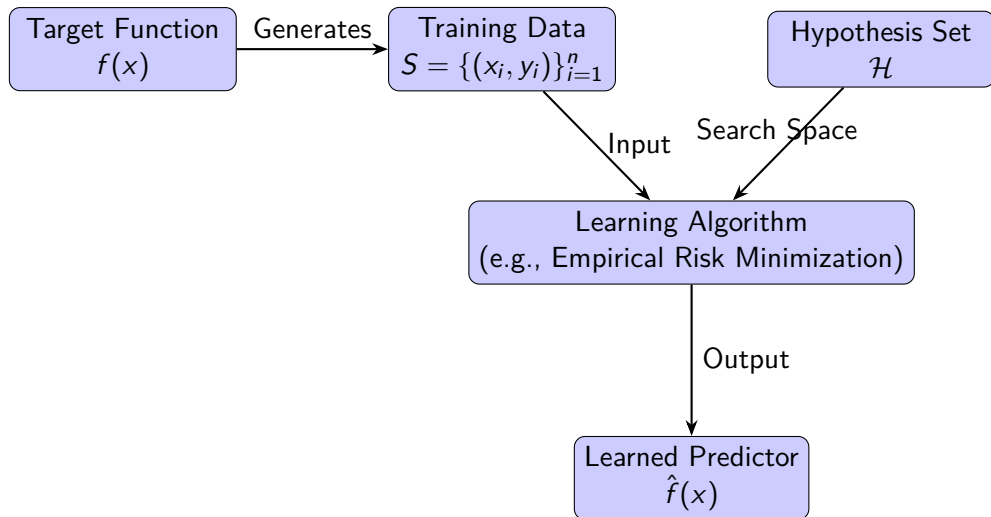 Target Function
f(x)
Generates
Training Data
S = {(x_i, y_i)}_{i=1}^n
Hypothesis Set
ℋ
Input
Search Space
Learning Algorithm
(e.g., Empirical Risk Minimization)
Output
Learned Predictor
f̂(x)